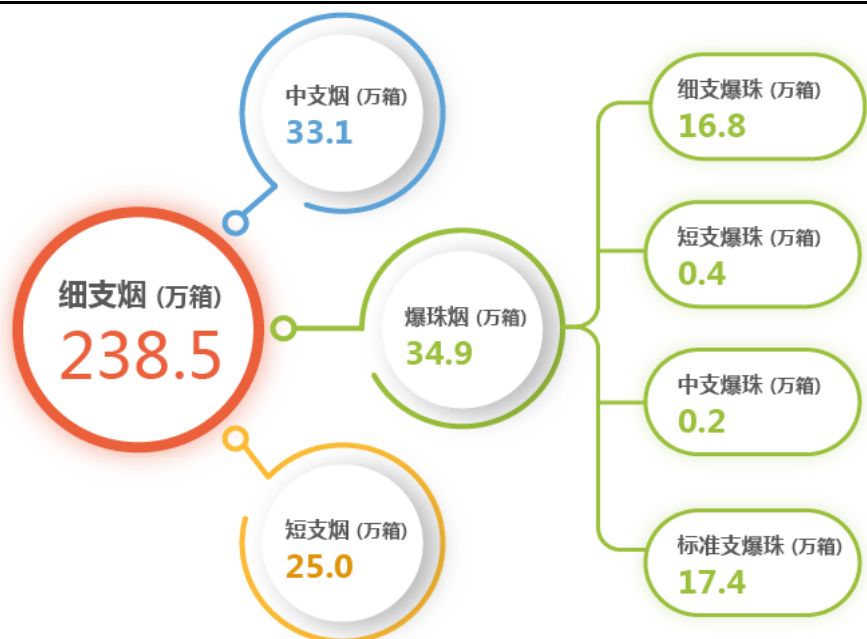 中支烟 (万箱)
33.1
细支烟 (万箱)
238.5
爆珠烟 (万箱)
34.9
短支烟 (万箱)
25.0
细支爆珠 (万箱)
16.8
短支爆珠 (万箱)
0.4
中支爆珠 (万箱)
0.2
标准支爆珠 (万箱)
17.4